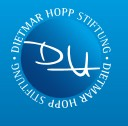 DIETMAR HOPP STIFTUNG • DIETMAR HOPP STIFTUNG •
DH